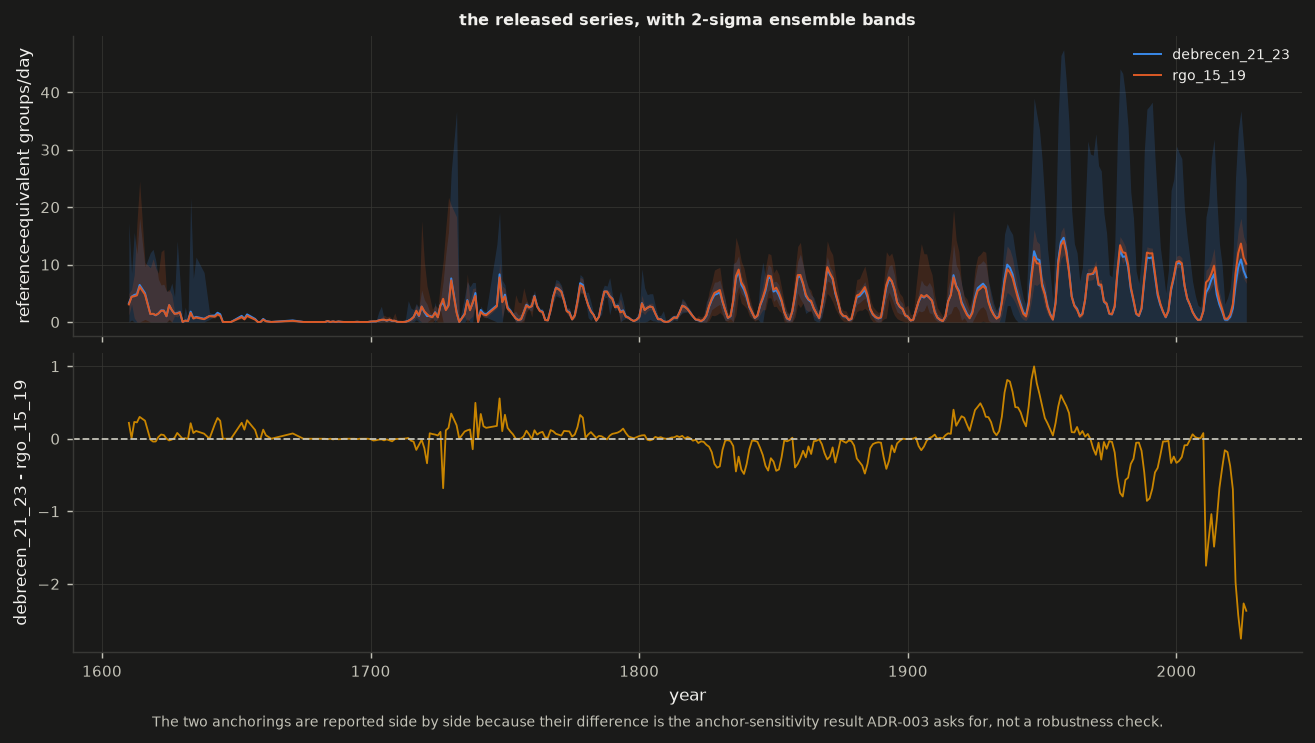 the released series, with 2-sigma ensemble bands
reference-equivalent groups/day
40
30
20
10
0
debrecen_21_23
rgo_15_19
debrecen_21_23 - rgo_15_19
1
0
−1
−2
1600
1700
1800
1900
2000
year
The two anchorings are reported side by side because their difference is the anchor-sensitivity result ADR-003 asks for, not a robustness check.